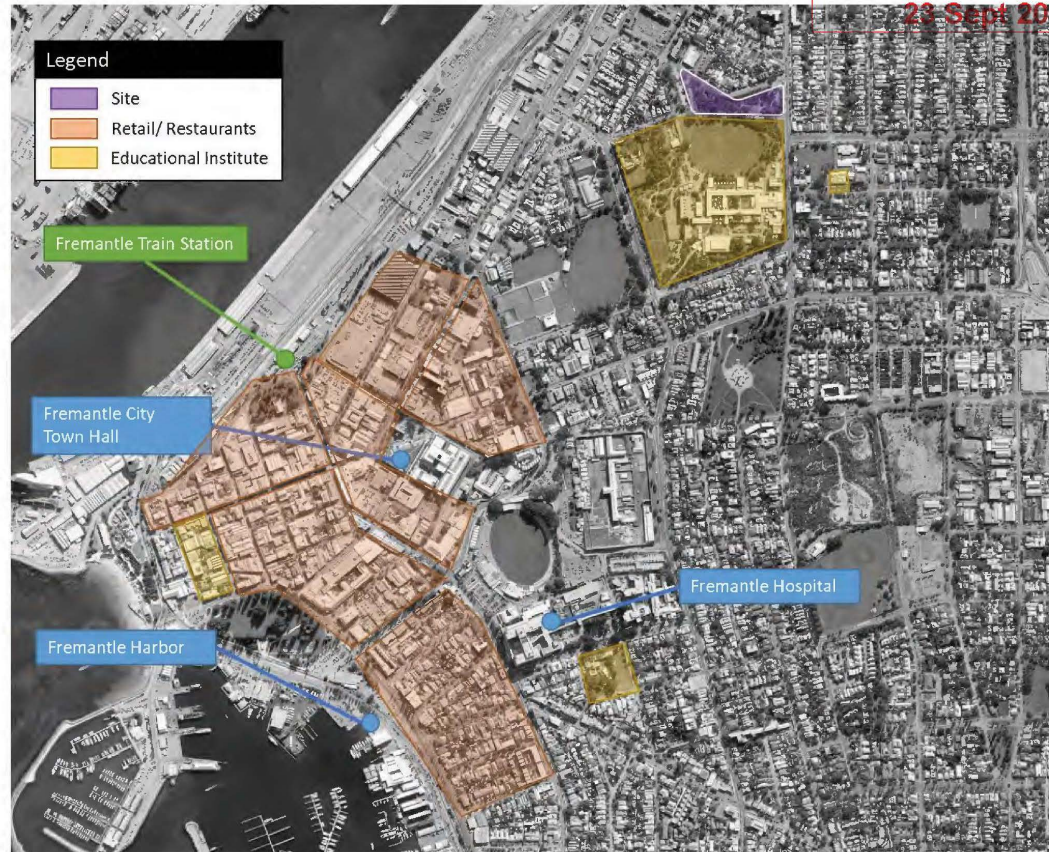 23 Sept 20
Legend
Site
Retail/ Restaurants
Educational Institute
Fremantle Train Station
Fremantle City
Town Hall
Fremantle Hospital
Fremantle Harbor